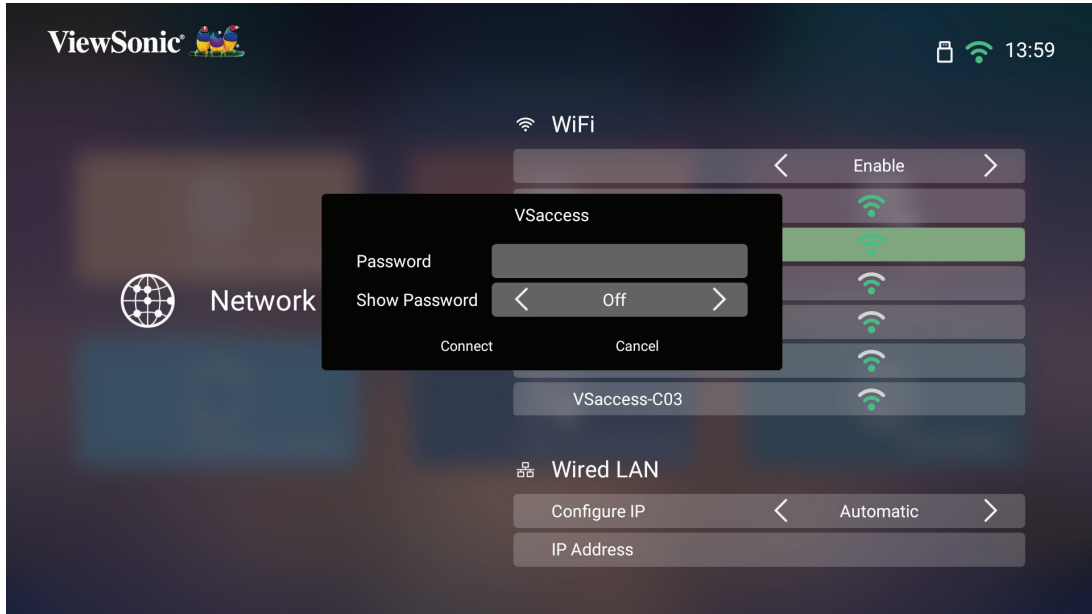 ViewSonic®
13:59
WiFi
Enable
VSaccess
Password
Show Password
Off
Network
Connect
Cancel
VSaccess-C03
Wired LAN
Configure IP
Automatic
IP Address